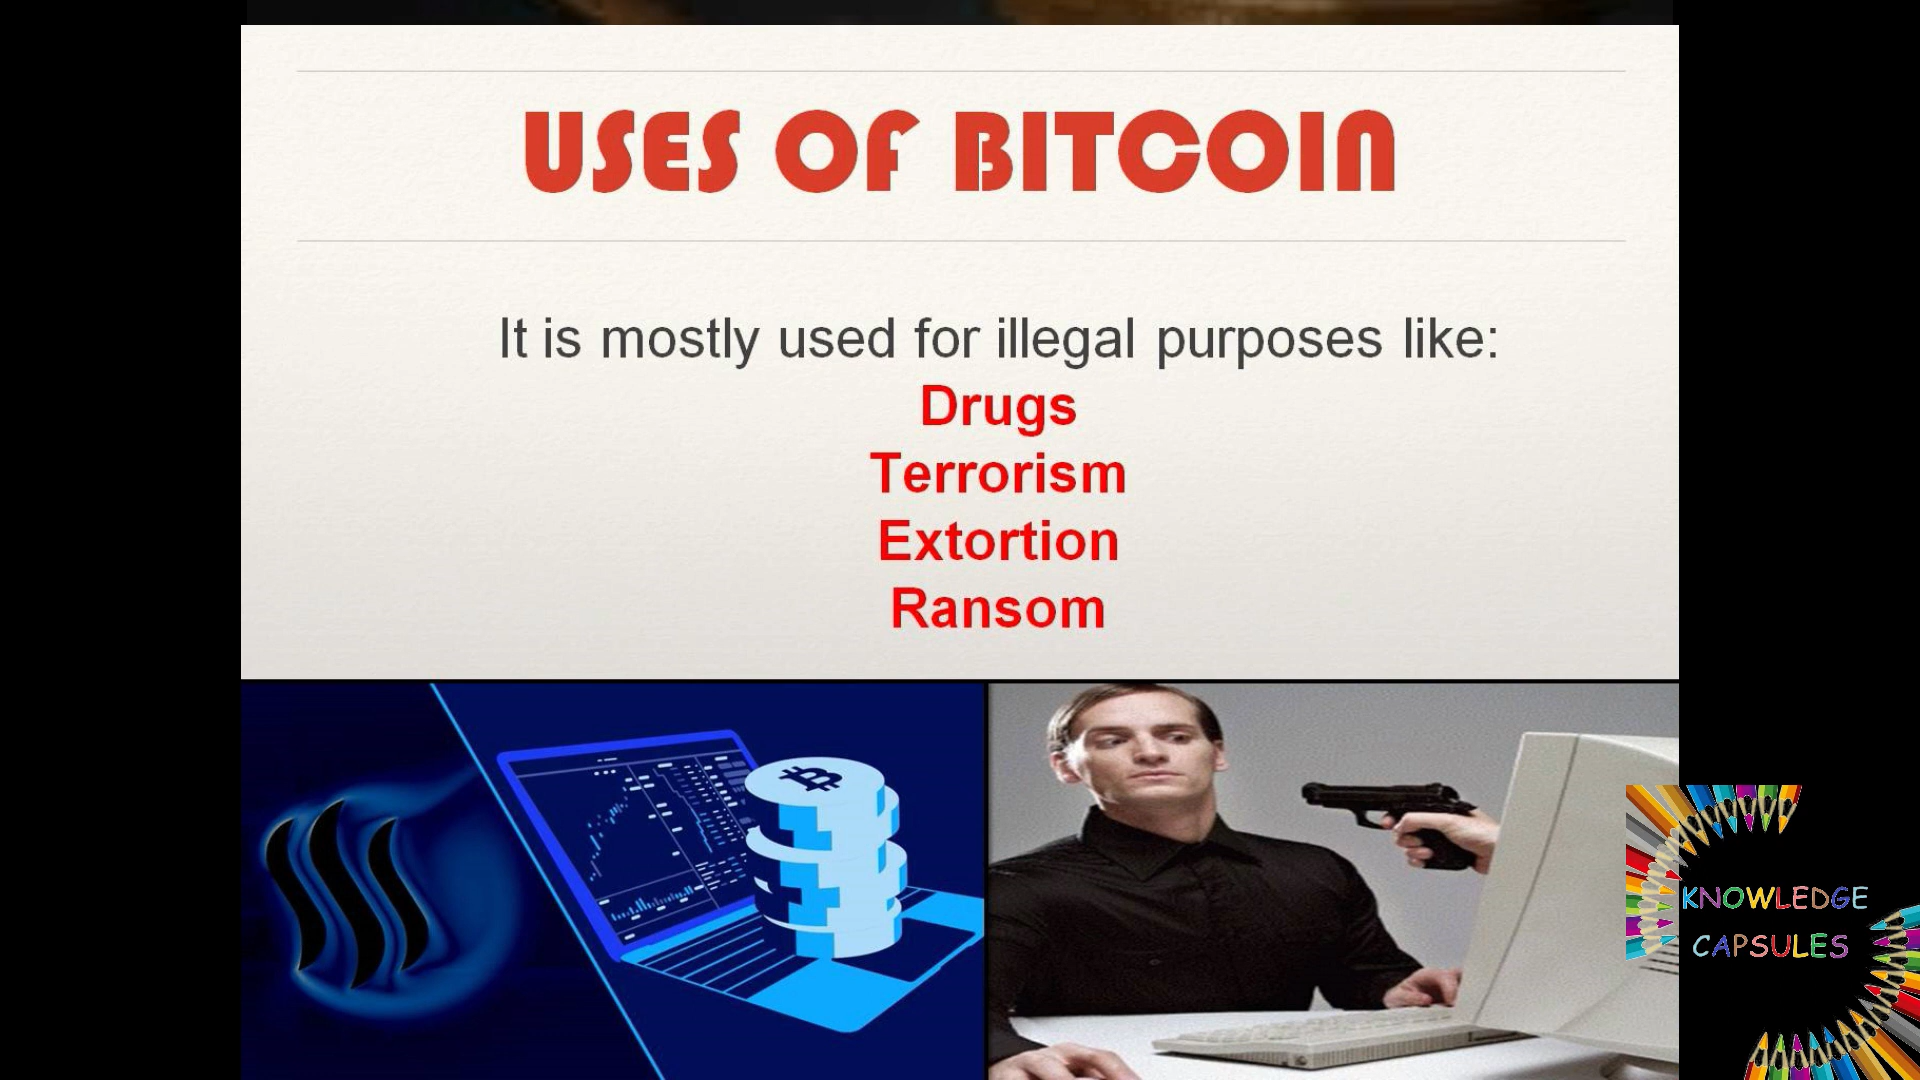 USES OF BITCOIN
It is mostly used for illegal purposes like:
Drugs
Terrorism
Extortion
Ransom
KNOWLEDGE
CAPSULES